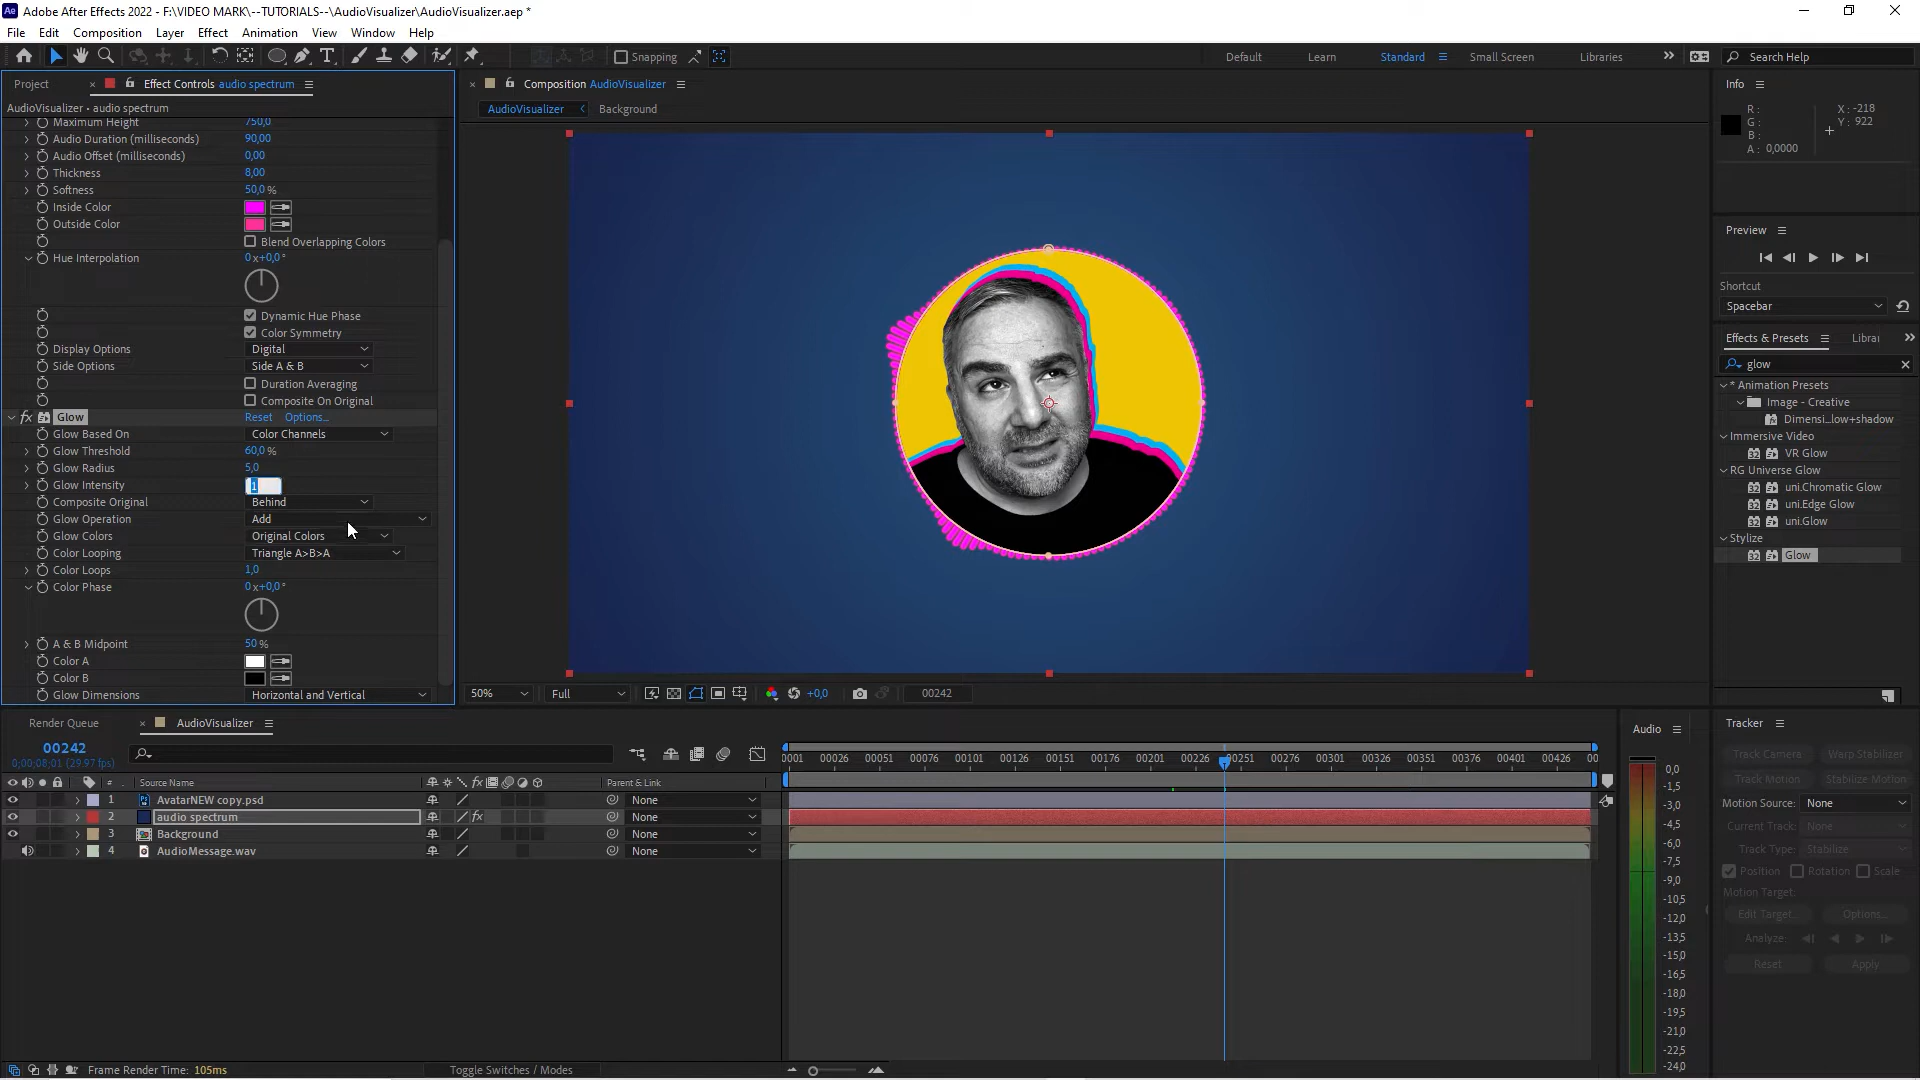 Adobe After Effects 2022 - F:\VIDEO MARK\--TUTORIALS--\AudioVisualizer\AudioVisualizer.aep *
File Edit Composition Layer Effect Animation View Window Help
Snapping
Default Learn Standard Small Screen Libraries
Search Help
Project
Effect Controls audio spectrum
AudioVisualizer • audio spectrum
Maximum Height 750,0
Audio Duration (milliseconds) 90,00
Audio Offset (milliseconds) 0,00
Thickness 8,00
Softness 50,0 %
Inside Color
Outside Color
Blend Overlapping Colors
Hue Interpolation 0 x+0,0°
Dynamic Hue Phase
Color Symmetry
Display Options Digital
Side Options Side A & B
Duration Averaging
Composite On Original
fx Glow Reset Options...
Glow Based On Color Channels
Glow Threshold 60,0 %
Glow Radius 5,0
Glow Intensity 1
Composite Original Behind
Glow Operation Add
Glow Colors Original Colors
Color Looping Triangle A>B>A
Color Loops 1,0
Color Phase 0 x+0,0°
A & B Midpoint 50 %
Color A
Color B
Glow Dimensions Horizontal and Vertical
Composition AudioVisualizer
AudioVisualizer Background
50% Full +0,0 00242
Info
R :
G :
B :
A : 0,0000
X : -218
Y : 922
Preview
Shortcut
Spacebar
Effects & Presets Librai
glow
* Animation Presets
Image - Creative
Dimensi...low+shadow
Immersive Video
VR Glow
RG Universe Glow
uni.Chromatic Glow
uni.Edge Glow
uni.Glow
Stylize
Glow
Render Queue
AudioVisualizer
00242
0;00;08;01 (29.97 fps)
# Source Name Parent & Link
1 AvatarNEW copy.psd None
2 audio spectrum fx None
3 Background None
4 AudioMessage.wav None
0001 00026 00051 00076 00101 00126 00151 00176 00201 00226 00251 00276 00301 00326 00351 00376 00401 00426 00
Frame Render Time: 105ms
Toggle Switches / Modes
Audio
0,0
-1,5
-3,0
-4,5
-6,0
-7,5
-9,0
-10,5
-12,0
-13,5
-15,0
-16,5
-18,0
-19,5
-21,0
-22,5
-24,0
Tracker
Track Camera Warp Stabilizer
Track Motion Stabilize Motion
Motion Source: None
Current Track: None
Track Type: Stabilize
Position Rotation Scale
Motion Target:
Edit Target... Options...
Analyze:
Reset Apply